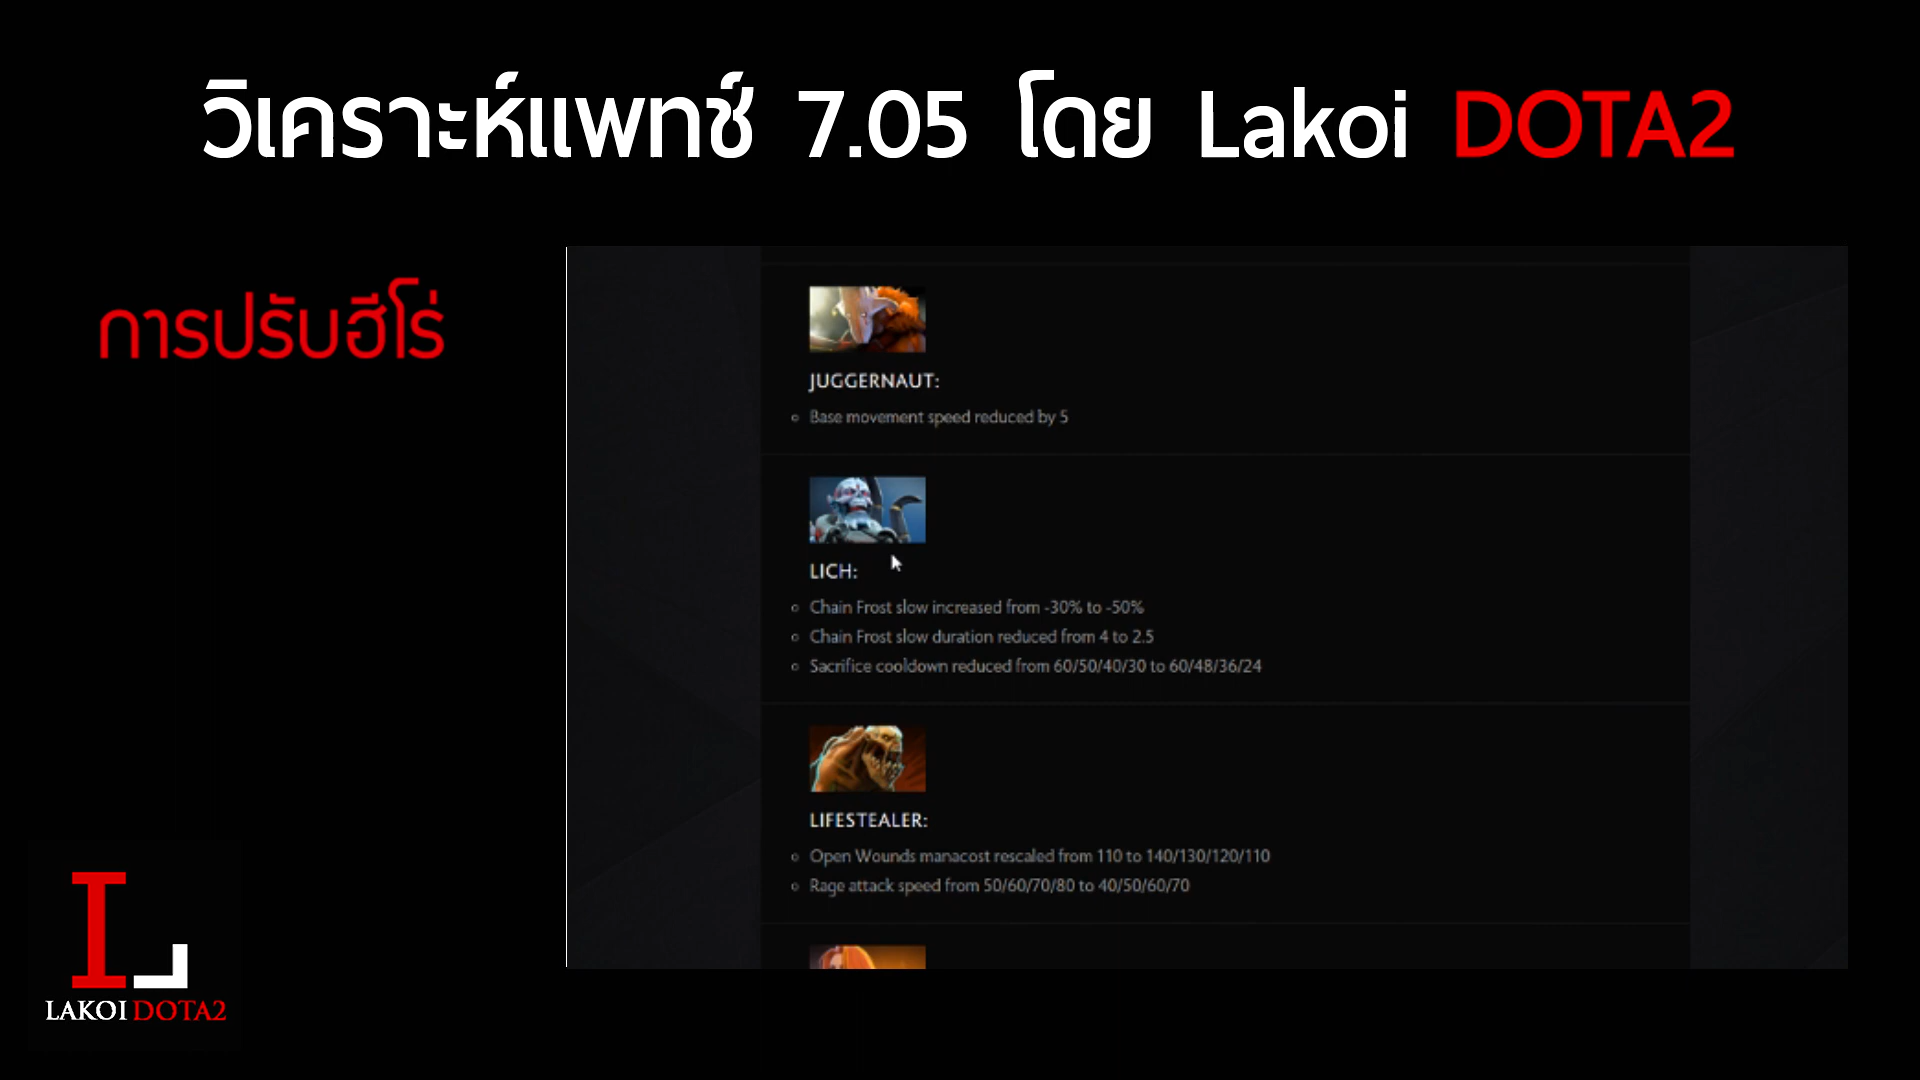 วิเคราะห์แพทช์ 7.05 โดย Lakoi DOTA2
การปรับฮีโร่
JUGGERNAUT:
Base movement speed reduced by 5
LICH:
Chain Frost slow increased from -30% to -50%
Chain Frost slow duration reduced from 4 to 2.5
Sacrifice cooldown reduced from 60/50/40/30 to 60/48/36/24
LIFESTEALER:
Open Wounds manacost rescaled from 110 to 140/130/120/110
Rage attack speed from 50/60/70/80 to 40/50/60/70
L
LAKOI DOTA2